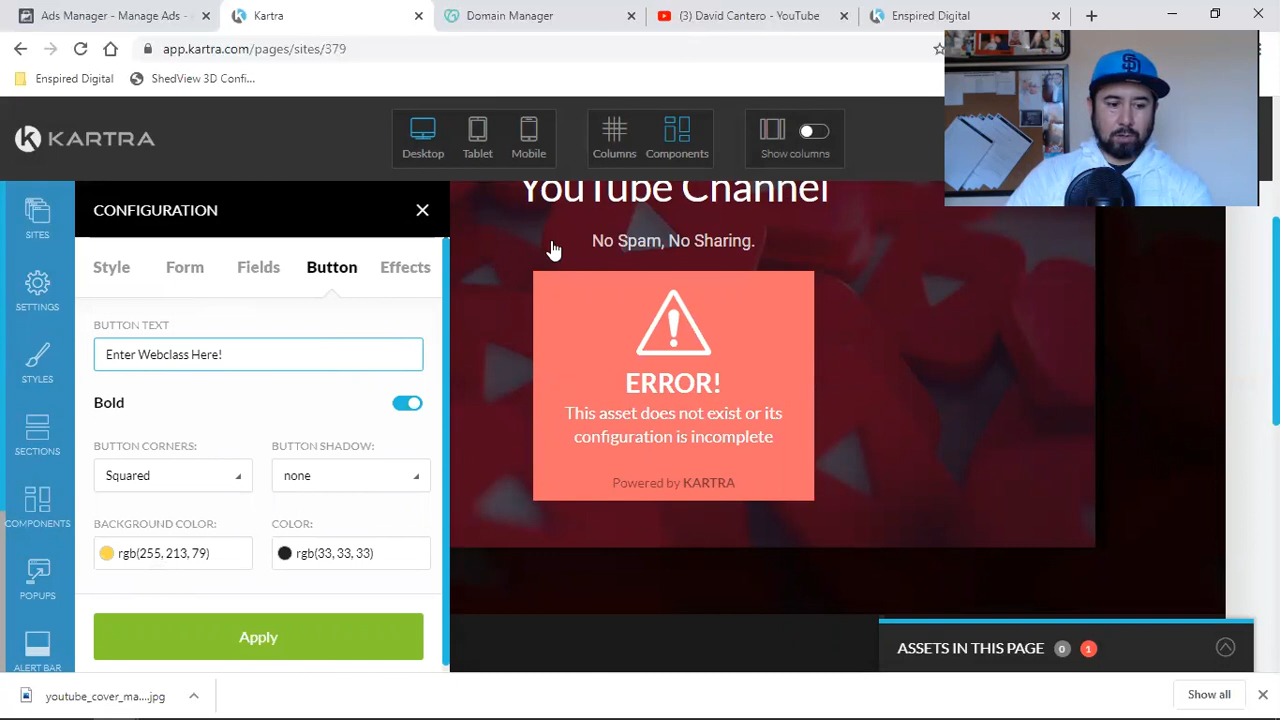 Ads Manager - Manage Ads -
Kartra
Domain Manager
(3) David Cantero - YouTube
Enspired Digital
app.kartra.com/pages/sites/379
Enspired Digital
ShedView 3D Confi...
KARTRA
Desktop
Tablet
Mobile
Columns
Components
Show columns
SITES
SETTINGS
STYLES
SECTIONS
COMPONENTS
POPUPS
ALERT BAR
CONFIGURATION
Style
Form
Fields
Button
Effects
BUTTON TEXT
Enter Webclass Here!
Bold
BUTTON CORNERS:
BUTTON SHADOW:
Squared
none
BACKGROUND COLOR:
COLOR:
rgb(255, 213, 79)
rgb(33, 33, 33)
Apply
YouTube Channel
No Spam, No Sharing.
ERROR!
This asset does not exist or its
configuration is incomplete
Powered by KARTRA
ASSETS IN THIS PAGE 0 1
youtube_cover_ma....jpg
Show all